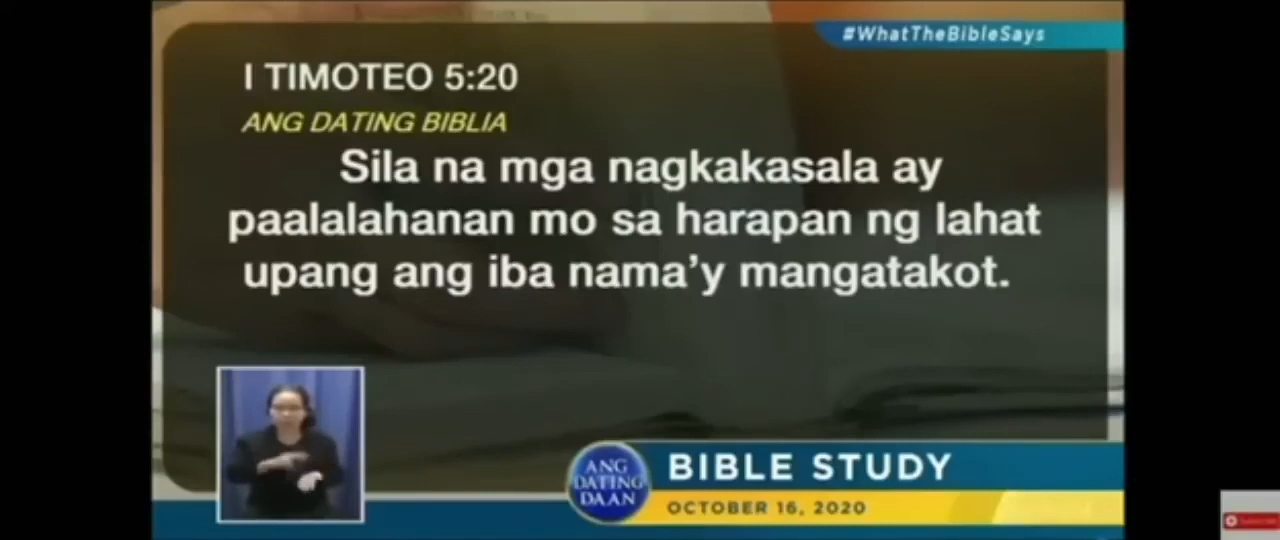 #WhatTheBibleSays
I TIMOTEO 5:20
ANG DATING BIBLIA
Sila na mga nagkakasala ay
paalalahanan mo sa harapan ng lahat
upang ang iba nama’y mangatakot.
ANG
DATING
DAAN
BIBLE STUDY
OCTOBER 16, 2020